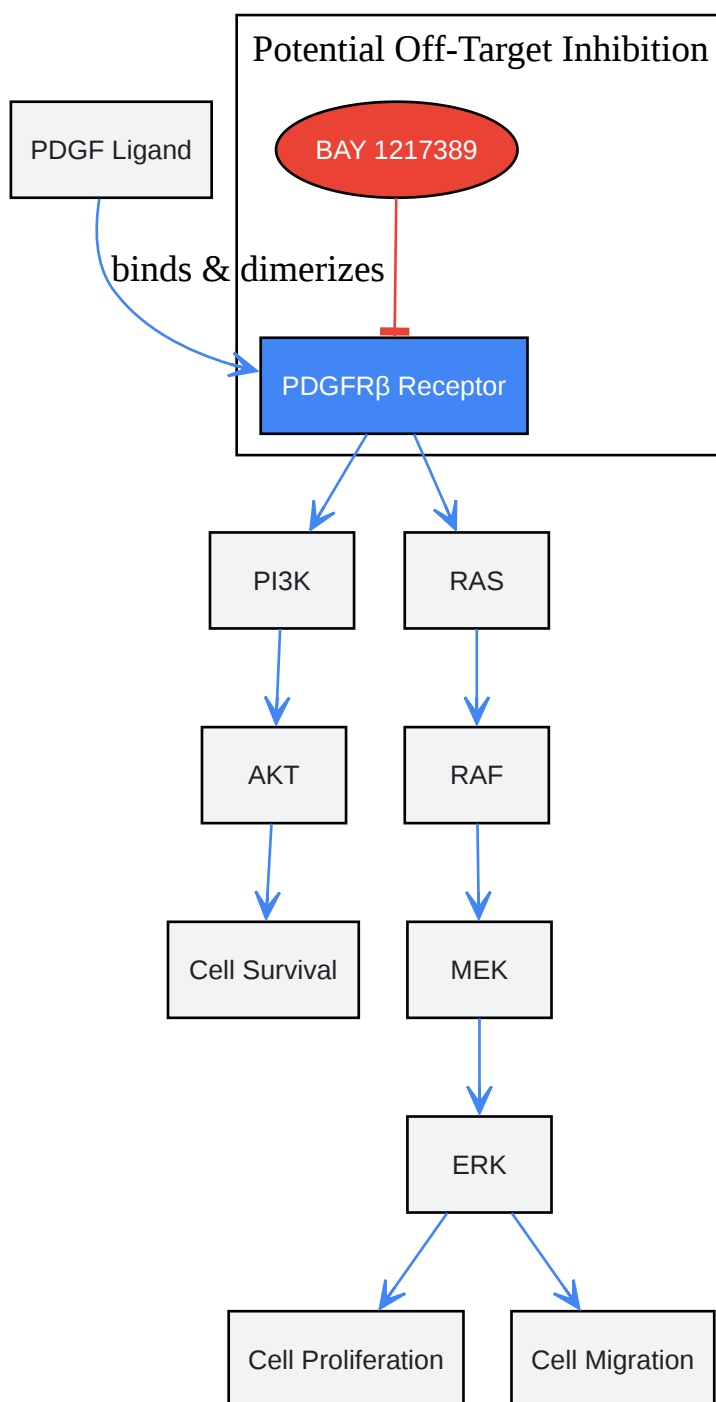 Potential Off-Target Inhibition
PDGF Ligand
BAY 1217389
binds & dimerizes
PDGFRβ Receptor
PI3K
RAS
AKT
RAF
Cell Survival
MEK
ERK
Cell Proliferation
Cell Migration